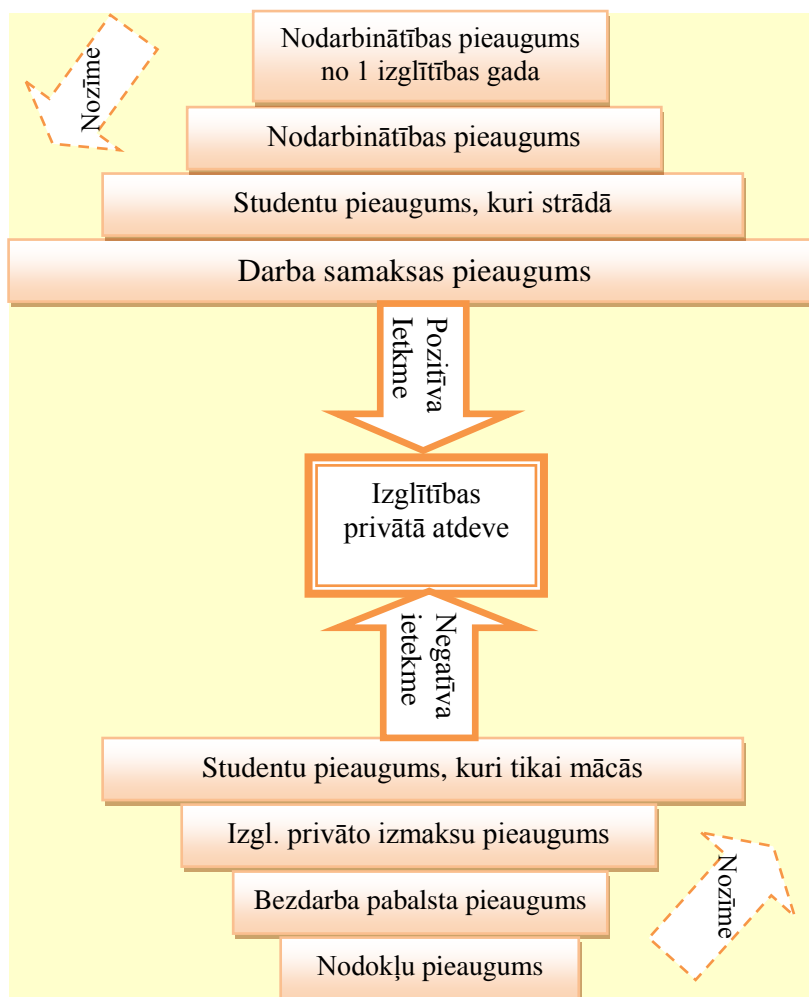 Nodarbinātības pieaugums
no 1 izglītības gada
Nozīme
Nodarbinātības pieaugums
Studentu pieaugums, kuri strādā
Darba samaksas pieaugums
Pozitīva
Ietkme
Izglītības
privātā atdeve
Negatīva
ietekme
Studentu pieaugums, kuri tikai mācās
Izgl. privāto izmaksu pieaugums
Bezdarba pabalsta pieaugums
Nozīme
Nodokļu pieaugums